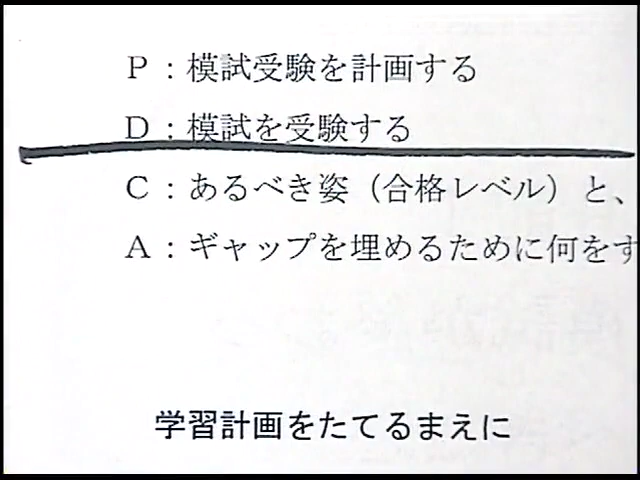 P：模試受験を計画する
D：模試を受験する
C：あるべき姿（合格レベル）と、
A：ギャップを埋めるために何をす
学習計画をたてるまえに